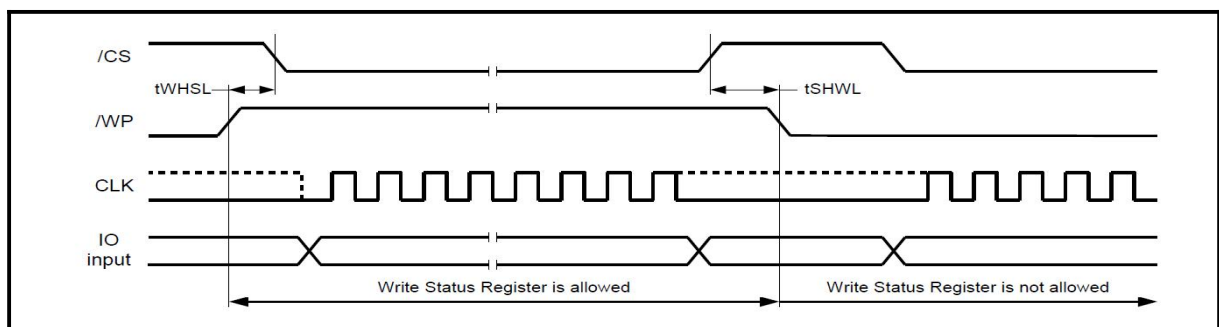 /CS
tWHSL
tSHWL
/WP
CLK
IO
input
Write Status Register is allowed
Write Status Register is not allowed